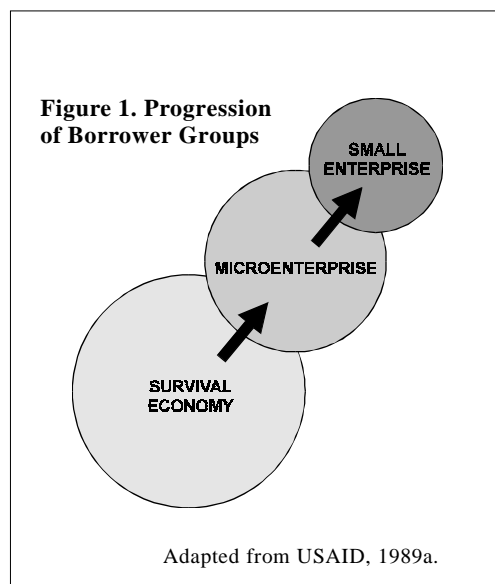 Figure 1. Progression
of Borrower Groups
SMALL
ENTERPRISE
MICROENTERPRISE
SURVIVAL
ECONOMY
Adapted from USAID, 1989a.